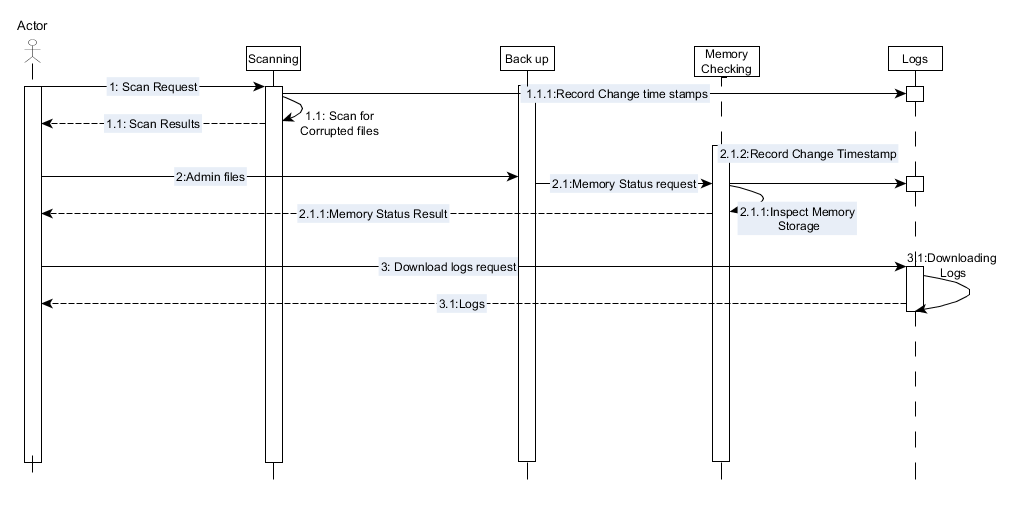 Actor
Scanning
Back up
Memory
Checking
Logs
1: Scan Request
1.1.1:Record Change time stamps
1.1: Scan for
Corrupted files
1.1: Scan Results
2.1.2:Record Change Timestamp
2:Admin files
2.1:Memory Status request
2.1.1:Memory Status Result
2.1.1:Inspect Memory
Storage
3: Download logs request
3.1:Downloading
Logs
3.1:Logs